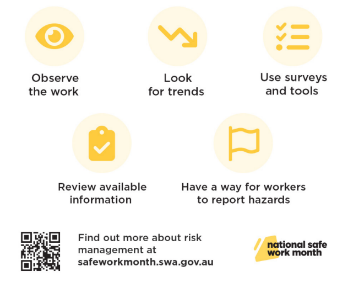 Observe
the work
Look
for trends
Use surveys
and tools
Review available
information
Have a way for workers
to report hazards
Find out more about risk
management at
safeworkmonth.swa.gov.au
national safe
work month